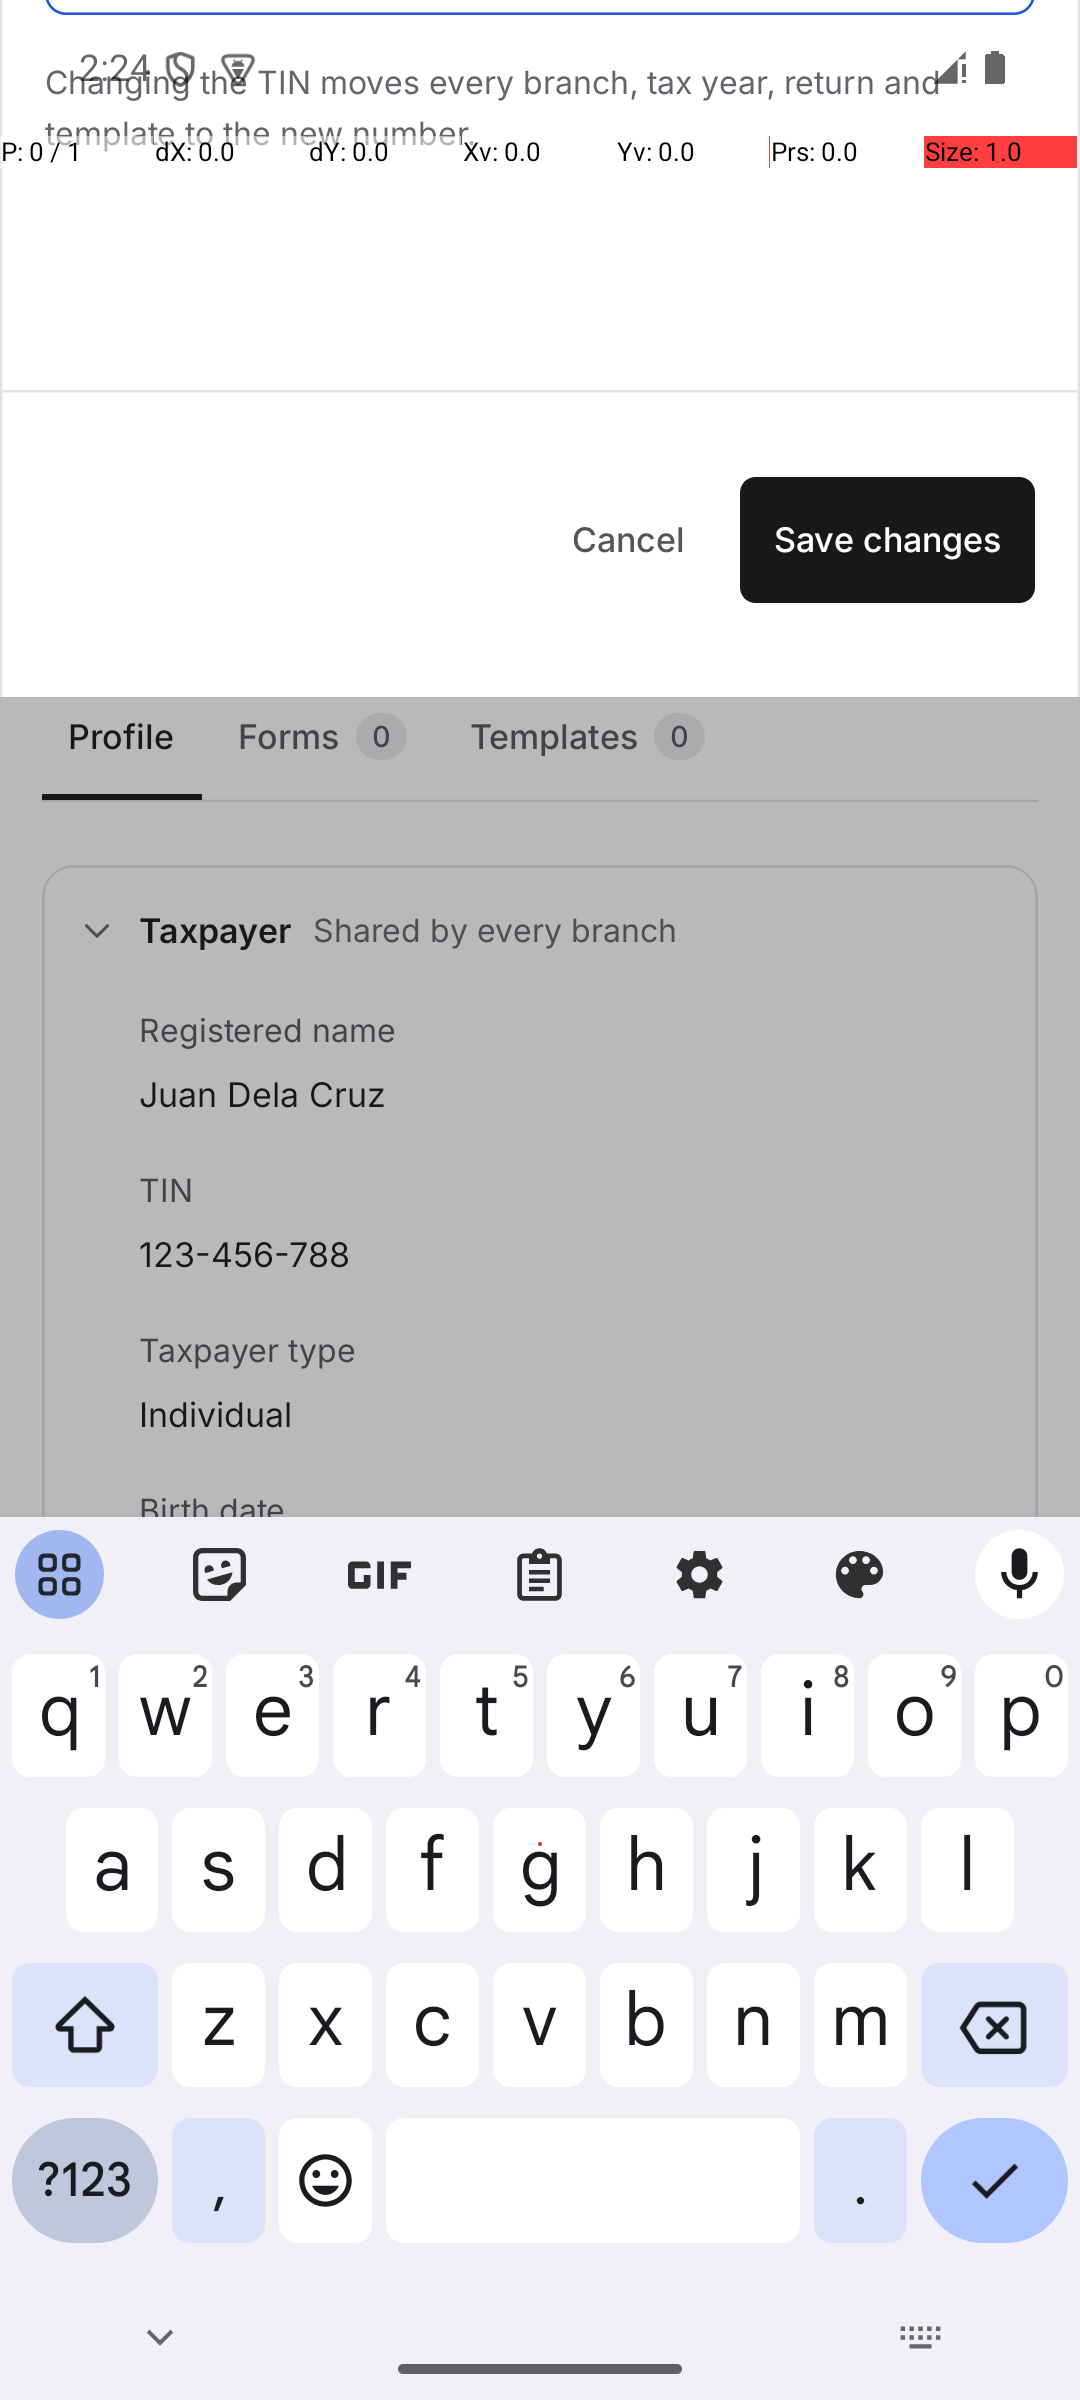 2:24
Changing the TIN moves every branch, tax year, return and
template to the new number.
P: 0 / 1 dX: 0.0 dY: 0.0 Xv: 0.0 Yv: 0.0 Prs: 0.0 Size: 1.0
Cancel Save changes
Profile Forms 0 Templates 0
Taxpayer Shared by every branch
Registered name
Juan Dela Cruz
TIN
123-456-788
Taxpayer type
Individual
Birth date
GIF
q 1 w 2 e 3 r 4 t 5 y 6 u 7 i 8 o 9 p 0
a s d f g h j k l
z x c v b n m
?123 , .